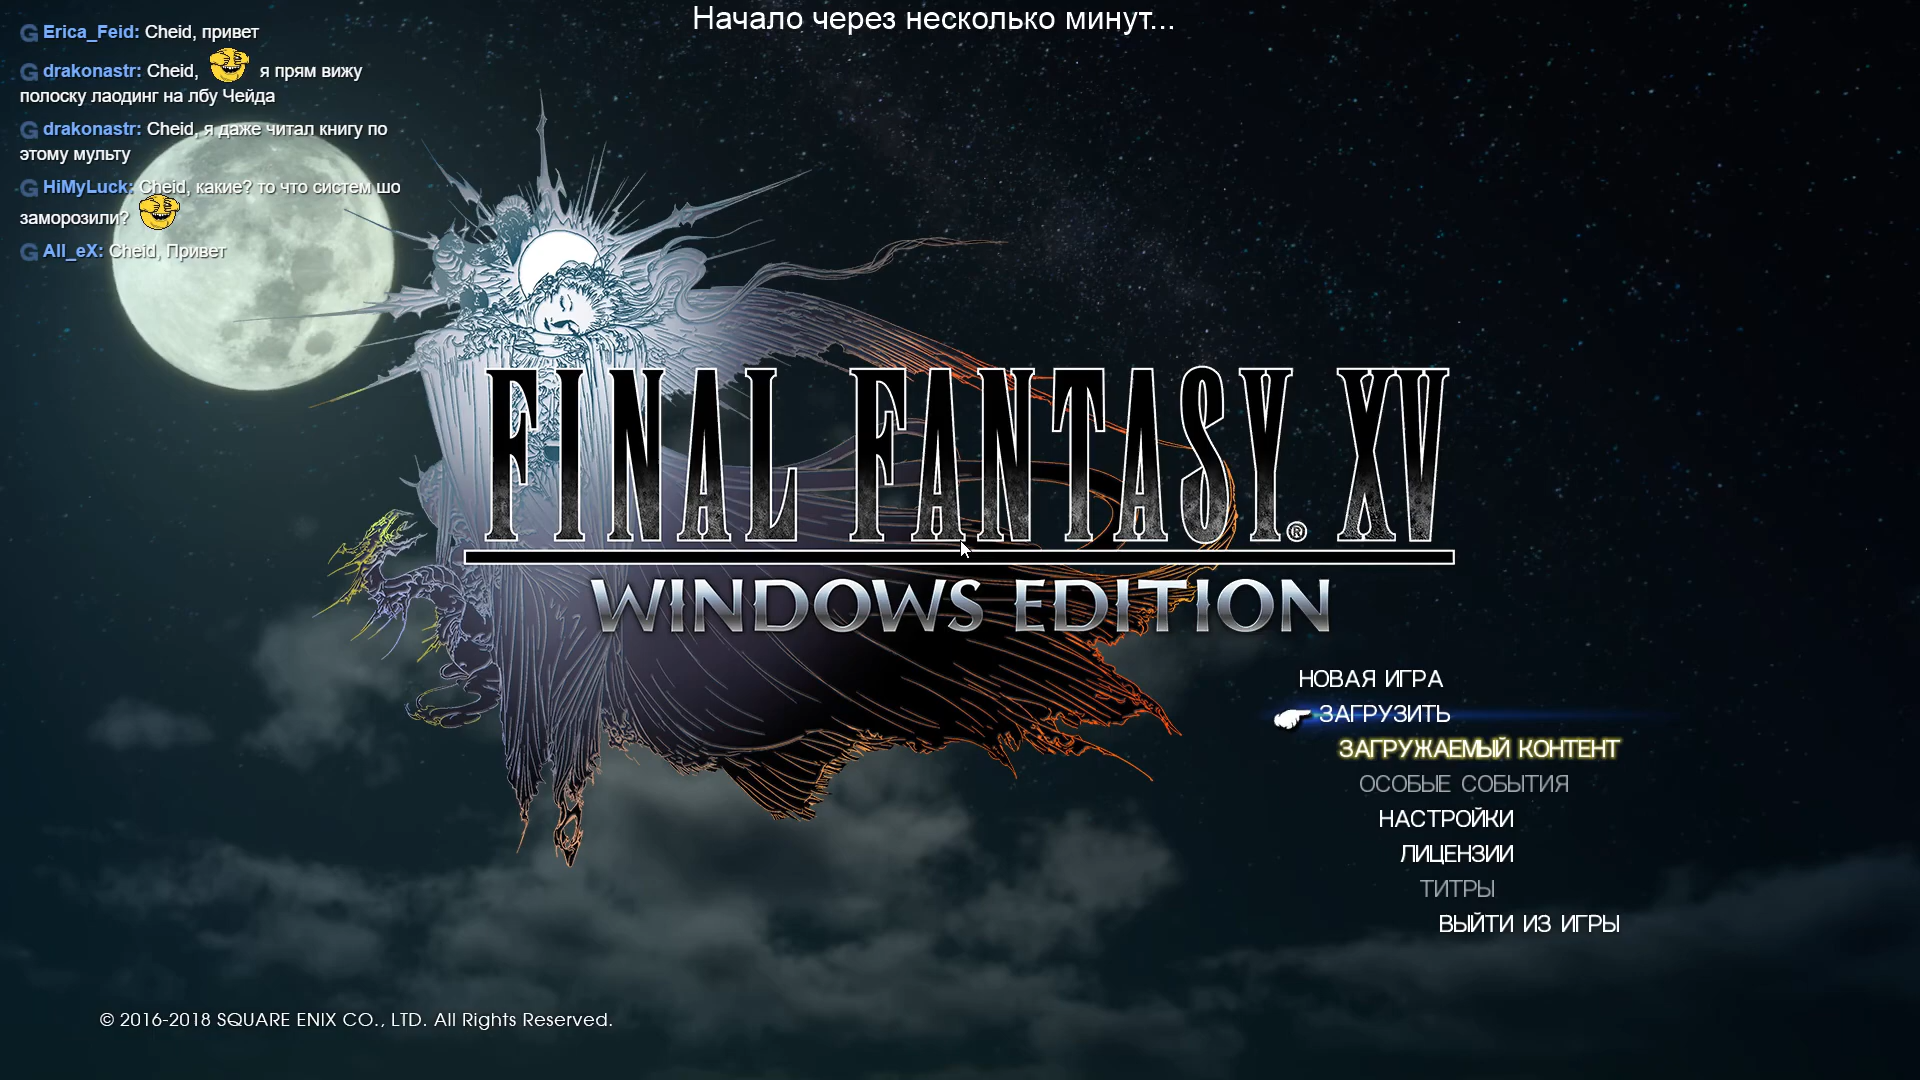 Начало через несколько минут...
Erica_Feid: Cheid, привет
drakonastr: Cheid, я прям вижу
полоску лаодинг на лбу Чейда
drakonastr: Cheid, я даже читал книгу по
этому мульту
HiMyLuck: Cheid, какие? то что систем шо
заморозили?
All_eX: Cheid, Привет
FINAL FANTASY® XV
WINDOWS EDITION
НОВАЯ ИГРА
ЗАГРУЗИТЬ
ЗАГРУЖАЕМЫЙ КОНТЕНТ
ОСОБЫЕ СОБЫТИЯ
НАСТРОЙКИ
ЛИЦЕНЗИИ
ТИТРЫ
ВЫЙТИ ИЗ ИГРЫ
© 2016-2018 SQUARE ENIX CO., LTD. All Rights Reserved.